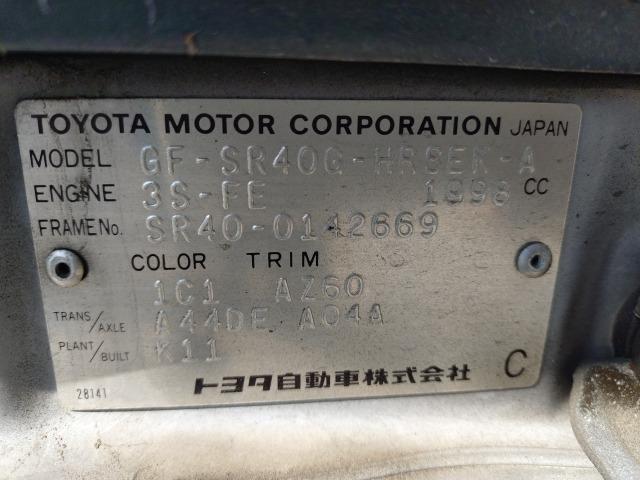 TOYOTA MOTOR CORPORATION JAPAN
MODEL GF-SR40G-HRSEK-A
ENGINE 3S-FE 1998 CC
FRAME No. SR40-0142669
COLOR TRIM
1C1 AZ60
TRANS/AXLE A44DE A04A
PLANT/BUILT K11
28141 トヨタ自動車株式会社 C